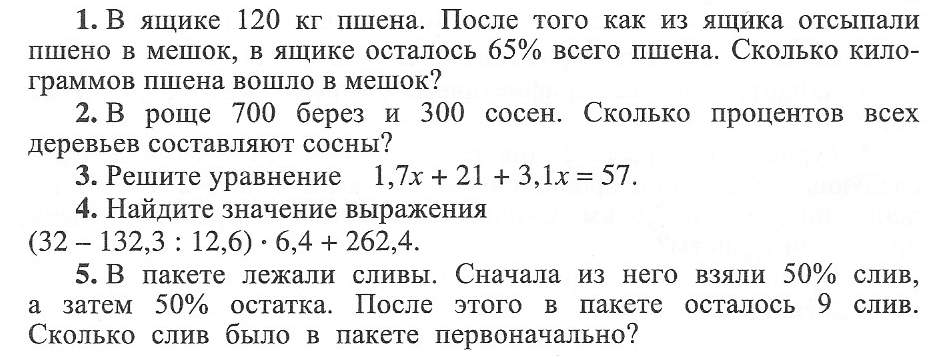 1. В ящике 120 кг пшена. После того как из ящика отсыпали
пшено в мешок, в ящике осталось 65% всего пшена. Сколько кило-
граммов пшена вошло в мешок?
2. В роще 700 берез и 300 сосен. Сколько процентов всех
деревьев составляют сосны?
3. Решите уравнение 1,7x + 21 + 3,1x = 57.
4. Найдите значение выражения
(32 – 132,3 : 12,6) · 6,4 + 262,4.
5. В пакете лежали сливы. Сначала из него взяли 50% слив,
а затем 50% остатка. После этого в пакете осталось 9 слив.
Сколько слив было в пакете первоначально?